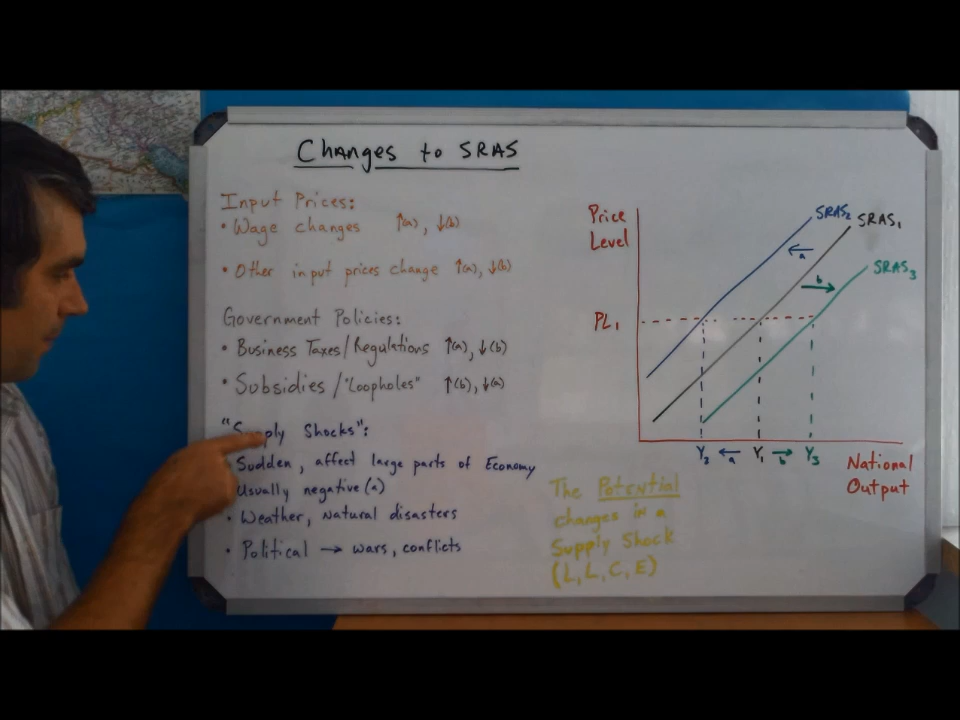 Changes to SRAS
Input Prices:
• Wage changes ↑(a), ↓(b)
• Other input prices change ↑(a), ↓(b)
Government Policies:
• Business Taxes/Regulations ↑(a), ↓(b)
• Subsidies/"Loopholes" ↑(b), ↓(a)
"Supply Shocks":
Sudden, affect large parts of Economy
Usually negative (a)
• Weather, natural disasters
• Political → wars, conflicts
Price
Level
PL₁
SRAS₂
SRAS₁
SRAS₃
a
b
Y₂ ← a Y₁ → b Y₃
National
Output
The Potential
changes in a
Supply Shock
(L, L, C, E)